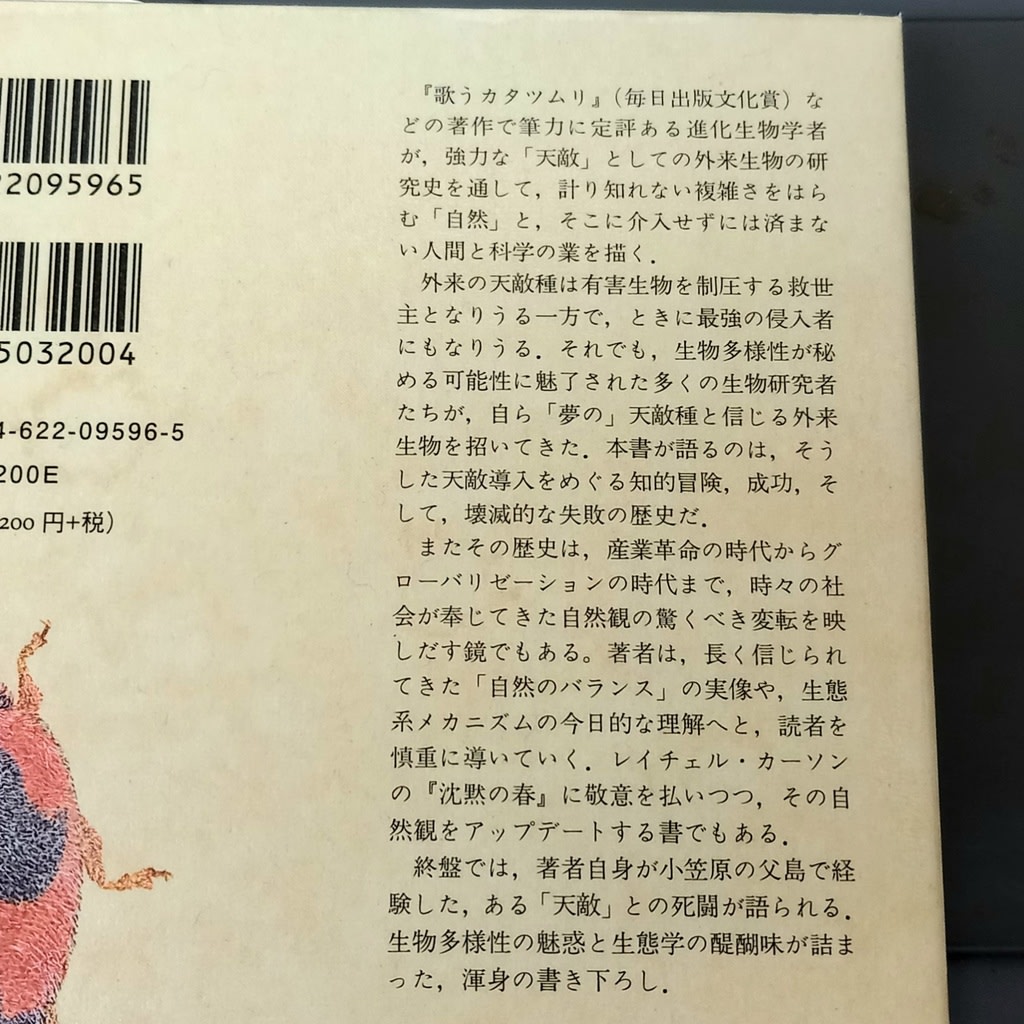 22095965
5032004
4-622-09596-5
200E
200 円+税）
『歌うカタツムリ』（毎日出版文化賞）な
どの著作で筆力に定評ある進化生物学者
が，強力な「天敵」としての外来生物の研
究史を通して，計り知れない複雑さをはら
む「自然」と，そこに介入せずには済まな
い人間と科学の業を描く．
外来の天敵種は有害生物を制圧する救世
主となりうる一方で，ときに最強の侵入者
にもなりうる．それでも，生物多様性が秘
める可能性に魅了された多くの生物研究者
たちが，自ら「夢の」天敵種と信じる外来
生物を招いてきた．本書が語るのは，そう
した天敵導入をめぐる知的冒険，成功，そ
して，壊滅的な失敗の歴史だ．
またその歴史は，産業革命の時代からグ
ローバリゼーションの時代まで，時々の社
会が奉じてきた自然観の驚くべき変転を映
しだす鏡でもある。著者は，長く信じられ
てきた「自然のバランス」の実像や，生態
系メカニズムの今日的な理解へと，読者を
慎重に導いていく．レイチェル・カーソン
の『沈黙の春』に敬意を払いつつ，その自
然観をアップデートする書でもある．
終盤では，著者自身が小笠原の父島で経
験した，ある「天敵」との死闘が語られる．
生物多様性の魅惑と生態学の醍醐味が詰ま
った，渾身の書き下ろし．